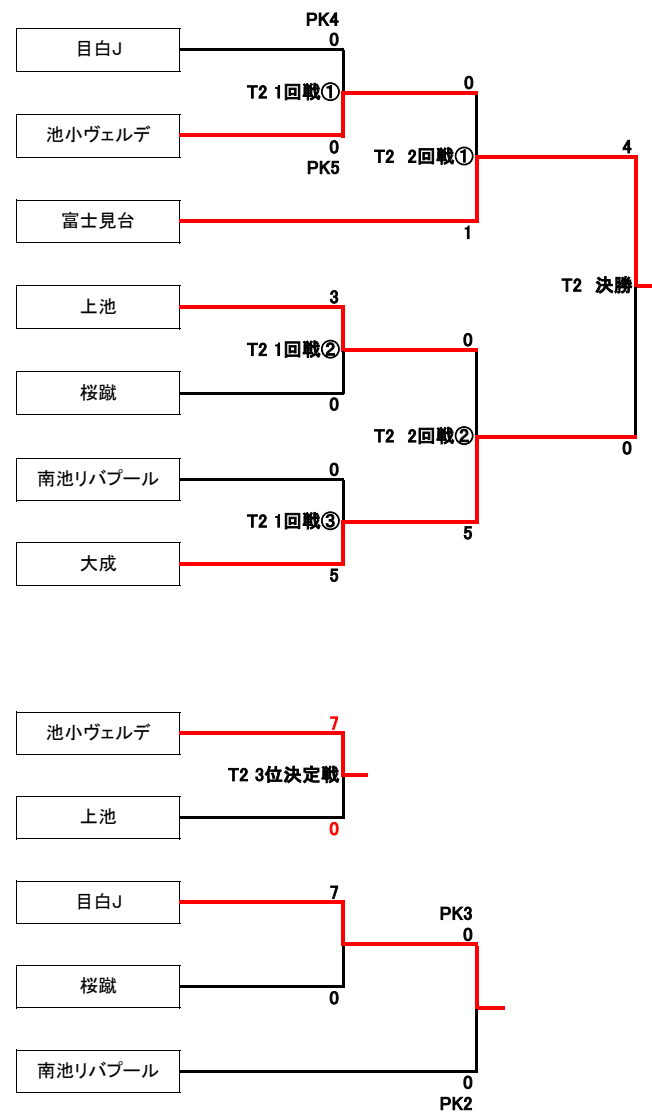 PK4
0
目白J
T2 1回戦①
0
池小ヴェルデ
0
PK5
T2 2回戦①
4
富士見台
1
T2 決勝
上池
3
T2 1回戦②
0
桜蹴
0
T2 2回戦②
0
南池リバプール
0
T2 1回戦③
5
大成
5
池小ヴェルデ
7
T2 3位決定戦
上池
0
目白J
7
PK3
0
桜蹴
0
南池リバプール
0
PK2